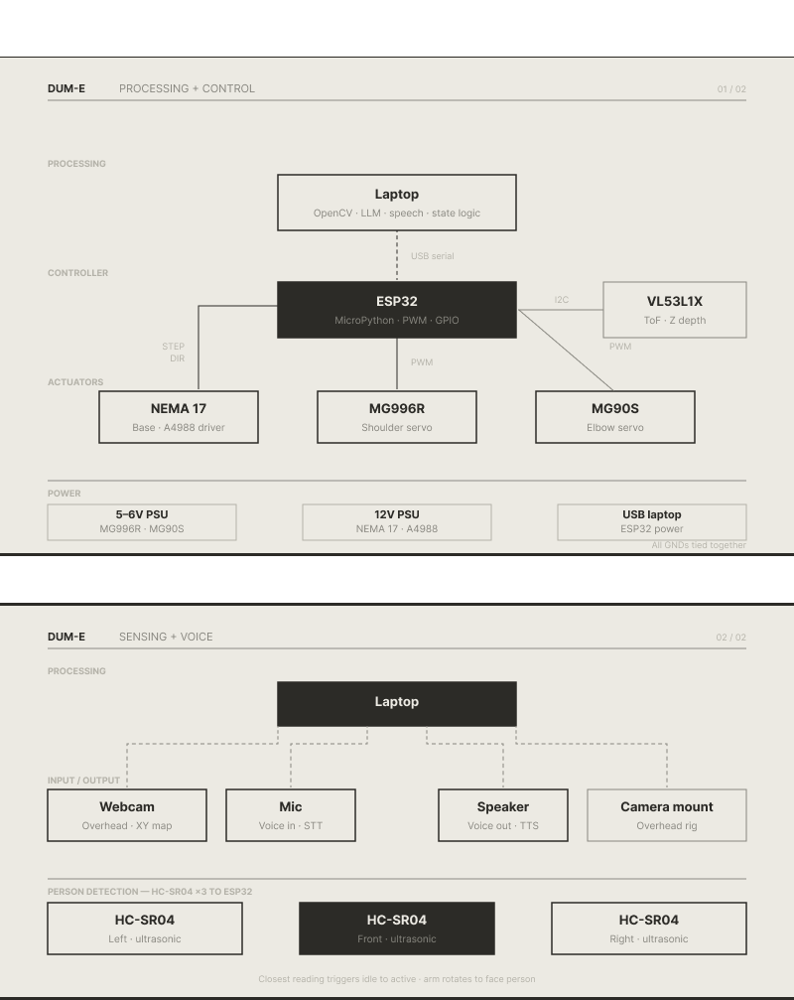 DUM-E PROCESSING + CONTROL 01 / 02
PROCESSING
Laptop
OpenCV · LLM · speech · state logic
USB serial
CONTROLLER
ESP32
MicroPython · PWM · GPIO
I2C
VL53L1X
ToF · Z depth
STEP
DIR
PWM
PWM
ACTUATORS
NEMA 17
Base · A4988 driver
MG996R
Shoulder servo
MG90S
Elbow servo
POWER
5–6V PSU
MG996R · MG90S
12V PSU
NEMA 17 · A4988
USB laptop
ESP32 power
All GNDs tied together
DUM-E SENSING + VOICE 02 / 02
PROCESSING
Laptop
INPUT / OUTPUT
Webcam
Overhead · XY map
Mic
Voice in · STT
Speaker
Voice out · TTS
Camera mount
Overhead rig
PERSON DETECTION — HC-SR04 ×3 TO ESP32
HC-SR04
Left · ultrasonic
HC-SR04
Front · ultrasonic
HC-SR04
Right · ultrasonic
Closest reading triggers idle to active · arm rotates to face person